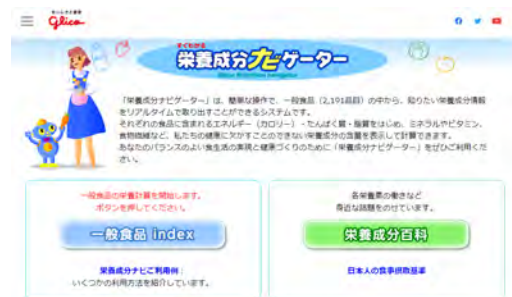 Glico
すぐわかる
栄養成分ナビゲーター
「栄養成分ナビゲーター」は、簡単な操作で、一般食品（2,191品目）の中から、知りたい栄養成分情報
をリアルタイムで取り出すことができるシステムです。
それぞれの食品に含まれるエネルギー（カロリー）・たんぱく質・脂質をはじめ、ミネラルやビタミン、
食物繊維など、私たちの健康に欠かすことのできない栄養成分の含量を表示して計算できます。
あなたのバランスのよい食生活の実現と健康づくりのために「栄養成分ナビゲーター」をぜひご利用くだ
さい。
一般食品の栄養計算を開始します。
ボタンを押してください。
一般食品 index
栄養成分ナビご利用例：
いくつかの利用方法を紹介しています。
各栄養素の働きなど
身近な話題をのせています。
栄養成分百科
日本人の食事摂取基準